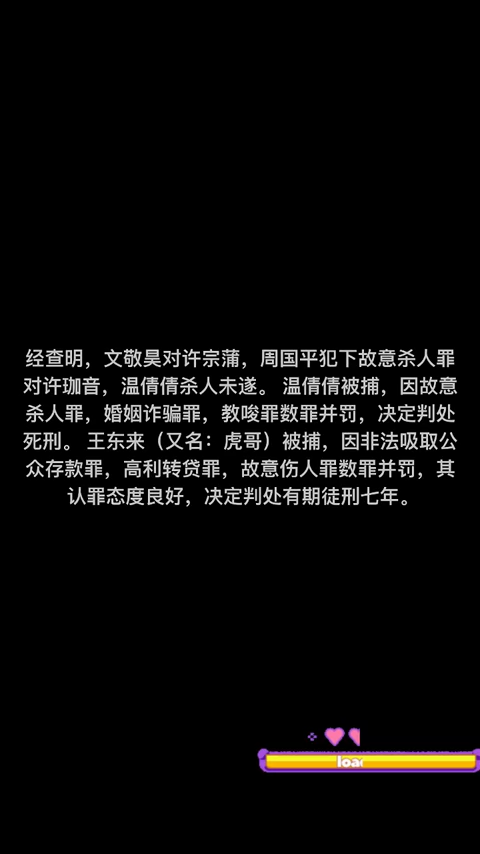 经查明，文敬昊对许宗蒲，周国平犯下故意杀人罪
对许珈音，温倩倩杀人未遂。 温倩倩被捕，因故意
杀人罪，婚姻诈骗罪，教唆罪数罪并罚，决定判处
死刑。 王东来（又名：虎哥）被捕，因非法吸取公
众存款罪，高利转贷罪，故意伤人罪数罪并罚，其
认罪态度良好，决定判处有期徒刑七年。